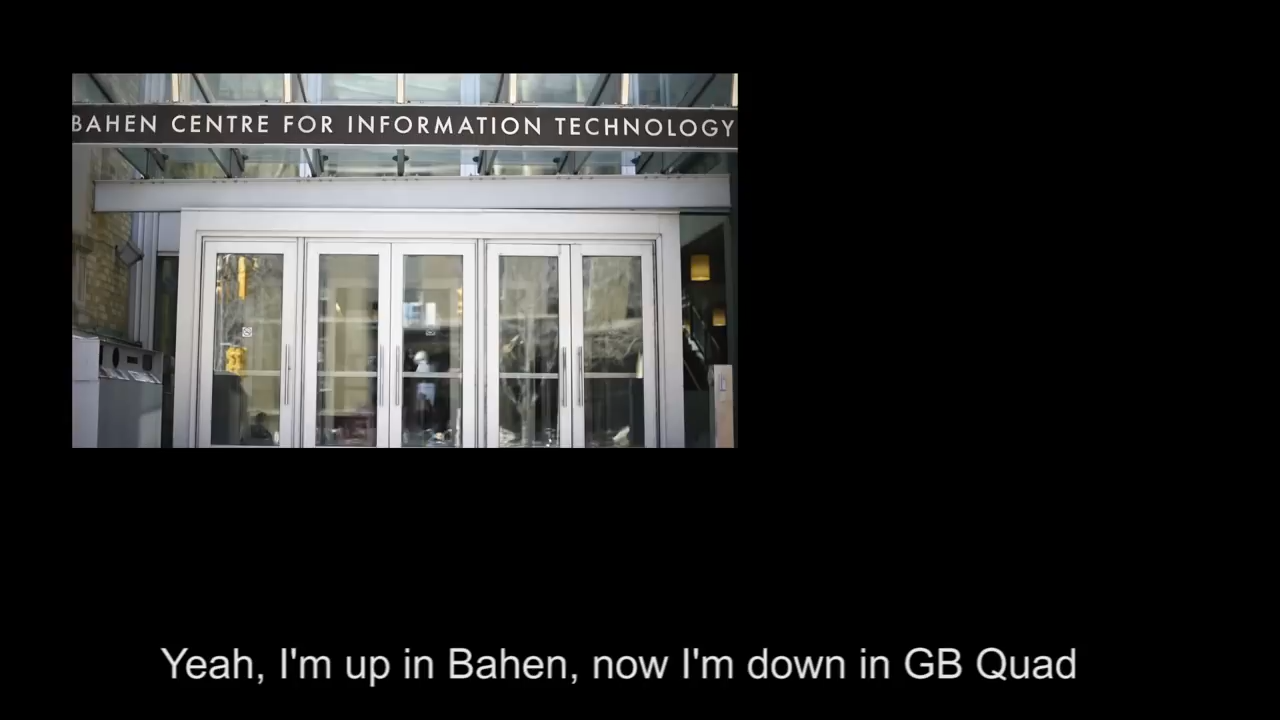 BAHEN CENTRE FOR INFORMATION TECHNOLOGY
Yeah, I'm up in Bahen, now I'm down in GB Quad